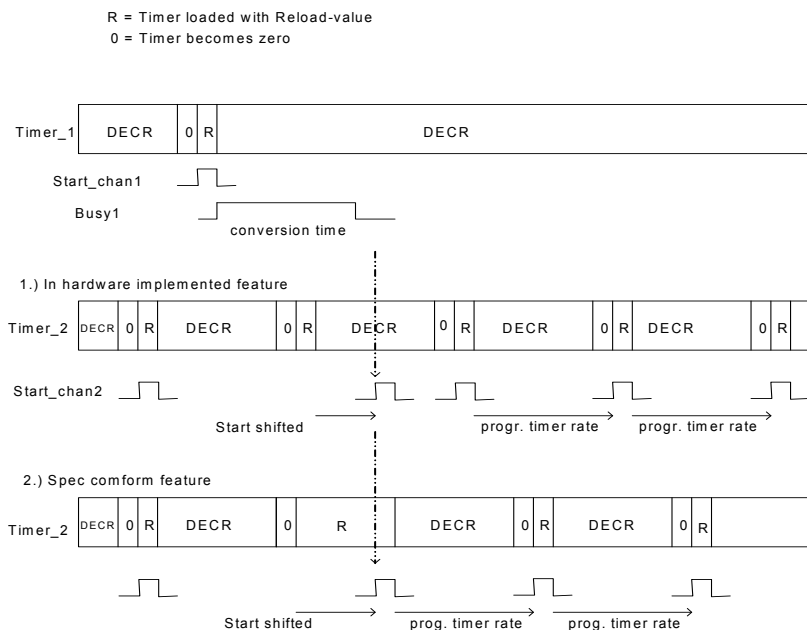 R = Timer loaded with Reload-value
0 = Timer becomes zero
Timer_1 DECR 0 R DECR
Start_chan1
Busy1
conversion time
1.) In hardware implemented feature
Timer_2 DECR 0 R DECR 0 R DECR 0 R DECR 0 R DECR 0 R
Start_chan2
Start shifted progr. timer rate progr. timer rate
2.) Spec comform feature
Timer_2 DECR 0 R DECR 0 R DECR 0 R DECR 0 R
Start shifted prog. timer rate prog. timer rate